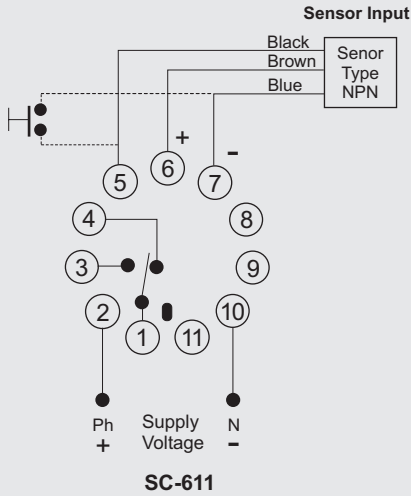 Sensor Input
Black
Brown
Blue
Senor
Type
NPN
+
-
5
6
7
4
8
3
9
2
10
1
11
Ph
+
Supply
Voltage
N
-
SC-611